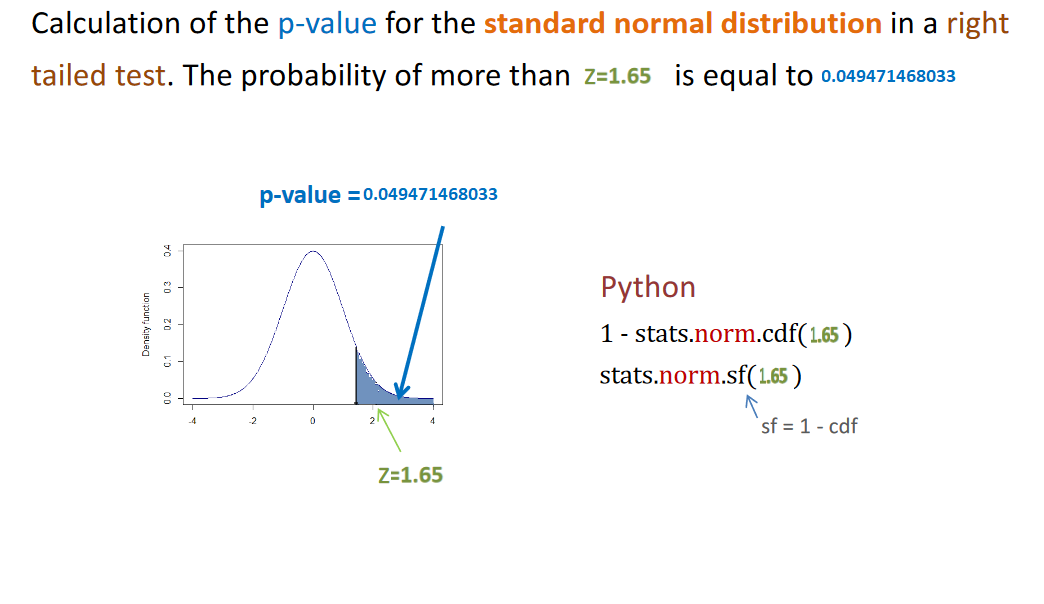 Calculation of the p-value for the standard normal distribution in a right
tailed test. The probability of more than Z=1.65 is equal to 0.049471468033
p-value = 0.049471468033
Density function
0.4
0.3
0.2
0.1
0.0
-4 -2 0 2 4
Z=1.65
Python
1 - stats.norm.cdf( 1.65 )
stats.norm.sf( 1.65 )
sf = 1 - cdf